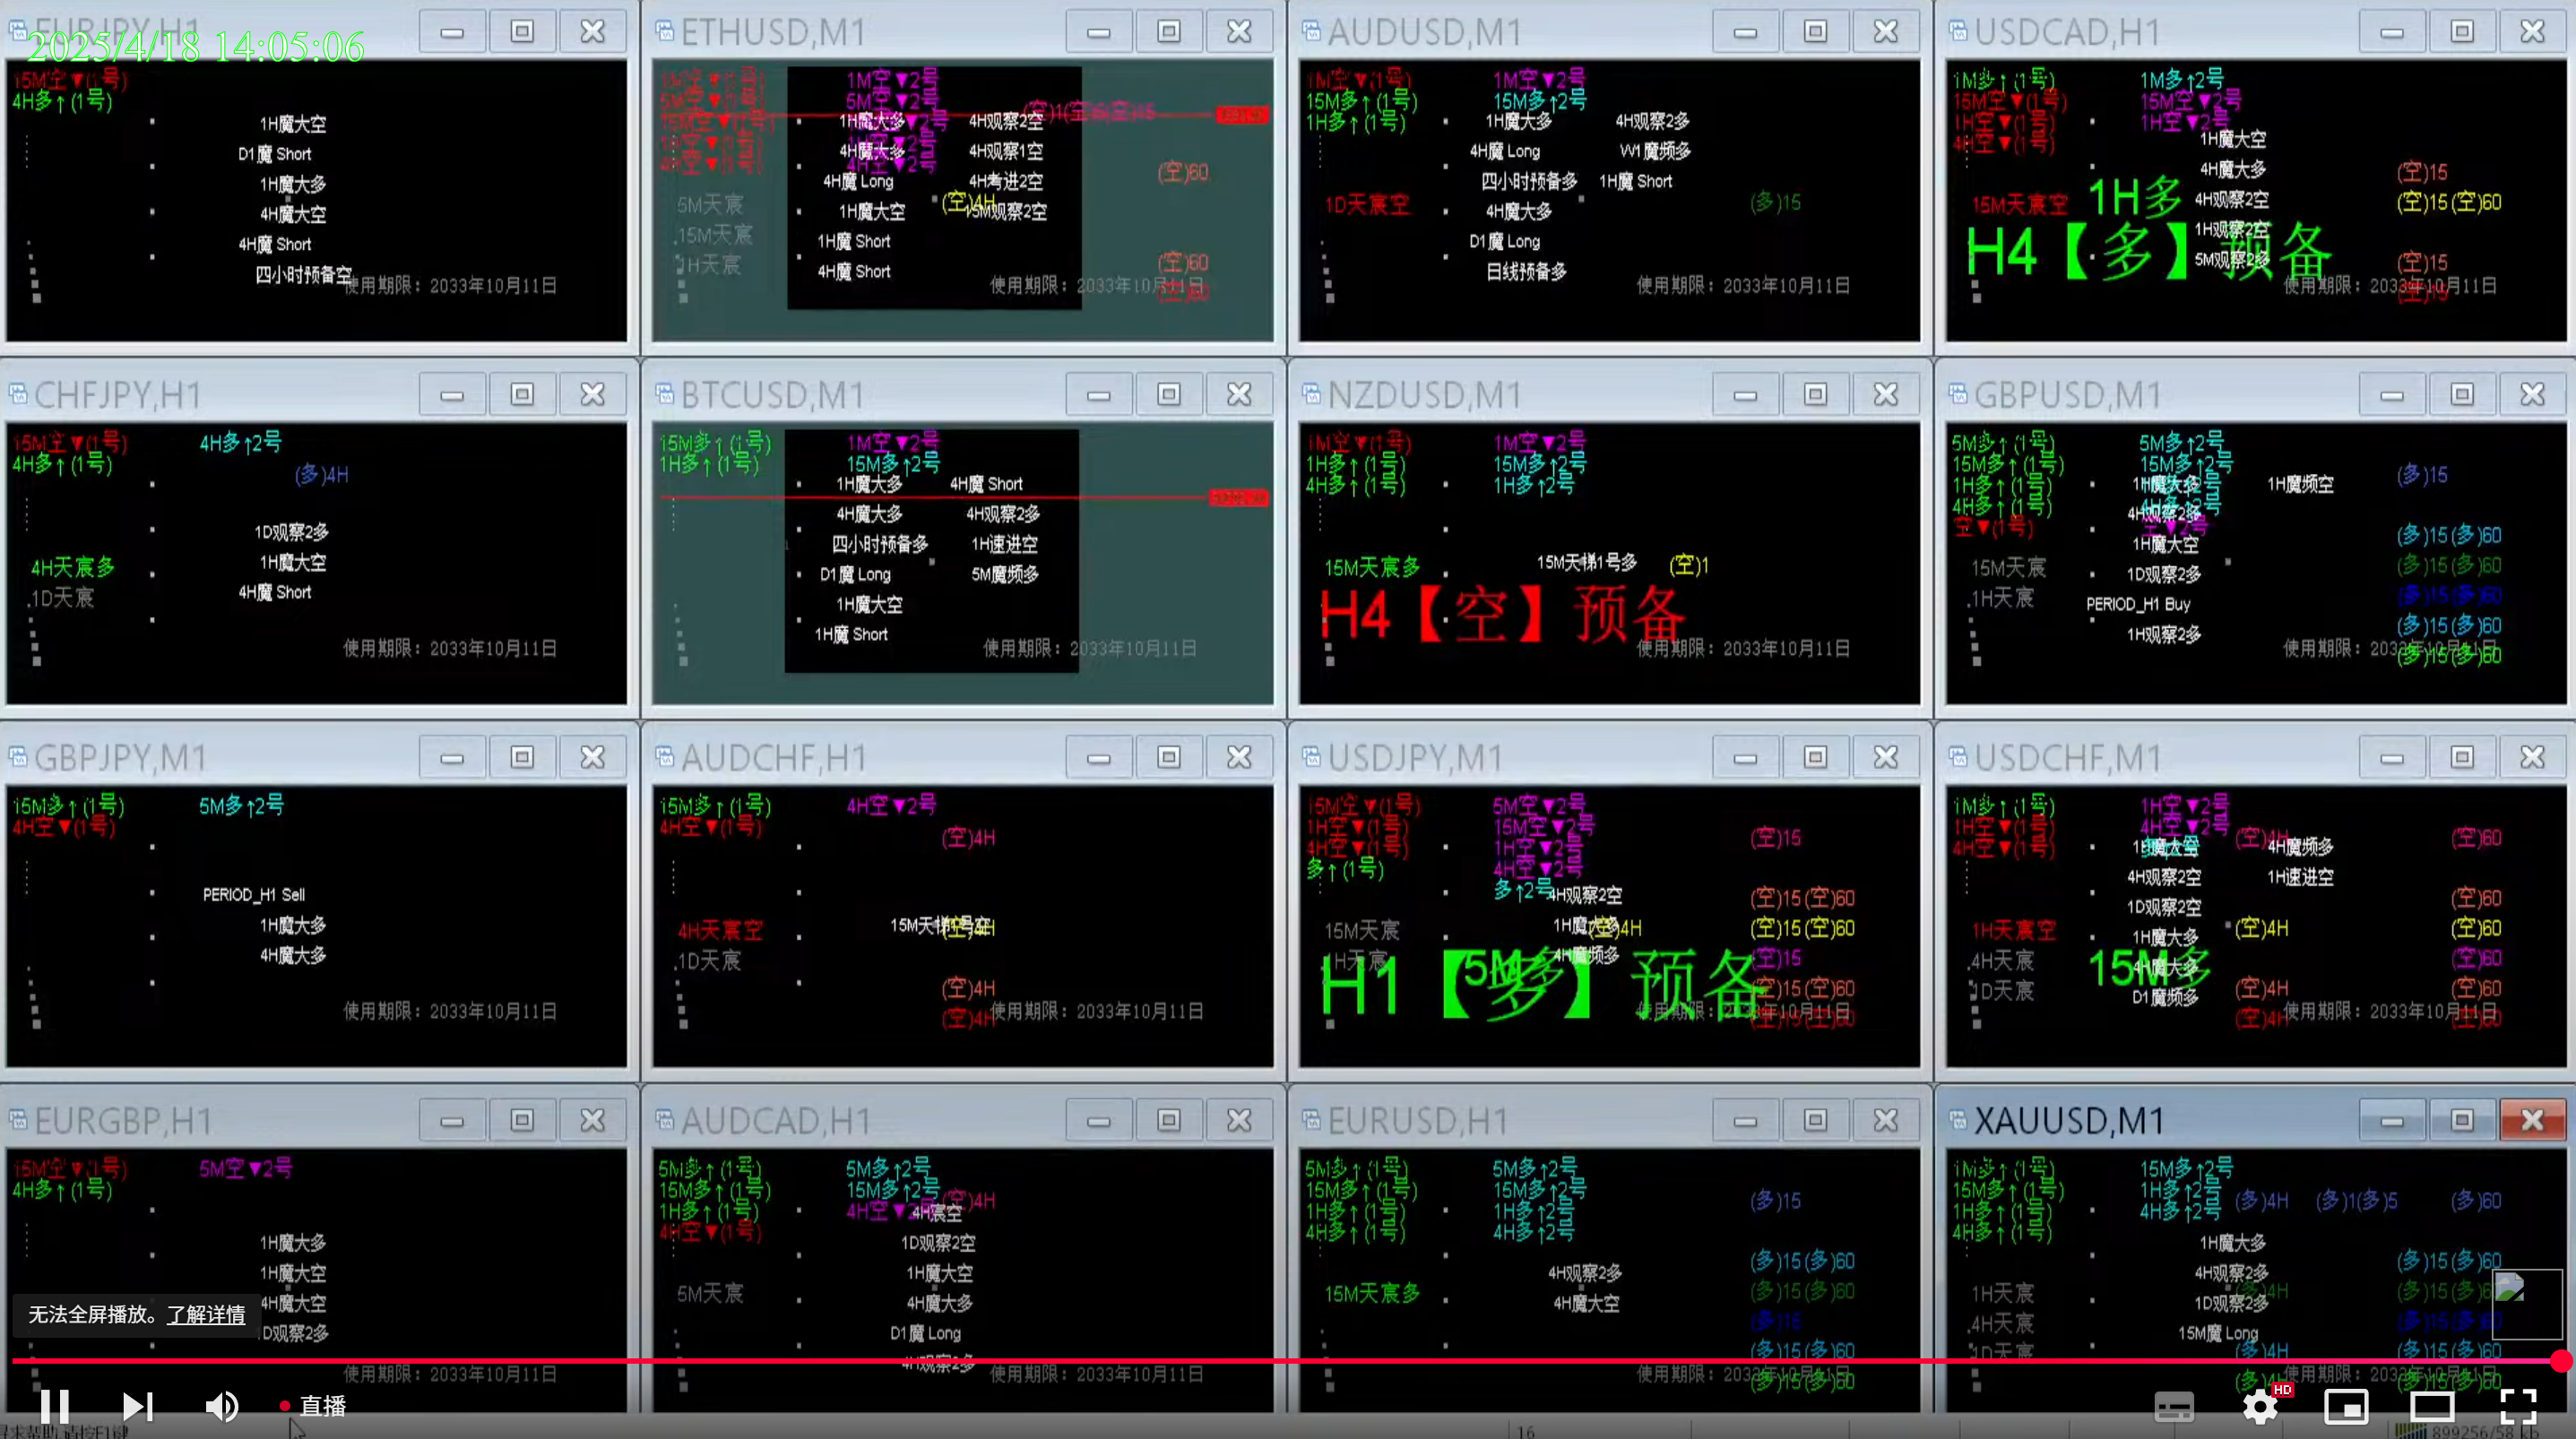 EURJPY,H1
2025/4/18 14:05:06
15M空▼(1号)
4H多↑(1号)
1H魔大空
D1魔 Short
1H魔大多
4H魔大空
4H魔 Short
四小时预备空
使用期限：2033年10月11日
ETHUSD,M1
1M空▼2号
5M空▼2号
1H魔大多
4H魔大多
4H魔 Long
1H魔大空
1H魔 Short
4H魔 Short
4H观察2空
4H观察1空
4H考进2空
15M观察2空
(空)4H
(空)60
(空)60
(空)60
5M天宸
15M天宸
1H天宸
使用期限：2033年10月11日
AUDUSD,M1
1M空▼(1号)
15M多↑(1号)
1H多↑(1号)
1M空▼2号
15M多↑2号
1H魔大多
4H魔 Long
四小时预备多
4H魔大多
D1魔 Long
日线预备多
4H观察2多
W1魔频多
1H魔 Short
1D天宸空
(多)15
使用期限：2033年10月11日
USDCAD,H1
1M多↑(1号)
15M空▼(1号)
1H空▼(1号)
4H空▼(1号)
1M多↑2号
15M空▼2号
1H空▼2号
1H魔大空
4H魔大多
4H观察2空
1H观察2空
5M观察2多
15M天宸空
1H多
H4【多】预备
(空)15
(空)15(空)60
(空)15
(空)15
使用期限：2033年10月11日
CHFJPY,H1
15M空▼(1号)
4H多↑(1号)
4H多↑2号
(多)4H
1D观察2多
1H魔大空
4H魔 Short
4H天宸多
1D天宸
使用期限：2033年10月11日
BTCUSD,M1
15M多↑(1号)
1H多↑(1号)
1M空▼2号
15M多↑2号
1H魔大多
4H魔大多
四小时预备多
D1魔 Long
1H魔大空
1H魔 Short
4H魔 Short
4H观察2多
1H速进空
5M魔频多
使用期限：2033年10月11日
NZDUSD,M1
1M空▼(1号)
1H多↑(1号)
4H多↑(1号)
1M空▼2号
15M多↑2号
1H多↑2号
15M天梯1号多
(空)1
15M天宸多
H4【空】预备
使用期限：2033年10月11日
GBPUSD,M1
5M多↑(1号)
15M多↑(1号)
1H多↑(1号)
4H多↑(1号)
空▼(1号)
5M多↑2号
15M多↑2号
空▼2号
1H魔大多
4H观察2多
1H魔大空
1D观察2多
PERIOD_H1 Buy
1H观察2多
1H魔频空
15M天宸
1H天宸
(多)15
(多)15(多)60
(多)15(多)60
(多)15(多)60
(多)15(多)60
(多)15(多)60
使用期限：2033年10月11日
GBPJPY,M1
15M多↑(1号)
4H空▼(1号)
5M多↑2号
PERIOD_H1 Sell
1H魔大多
4H魔大多
使用期限：2033年10月11日
AUDCHF,H1
15M多↑(1号)
4H空▼(1号)
4H空▼2号
(空)4H
15M天梯1号空
(空)4H
4H天宸空
1D天宸
(空)4H
(空)4H
使用期限：2033年10月11日
USDJPY,M1
15M空▼(1号)
1H空▼(1号)
4H空▼(1号)
多↑(1号)
5M空▼2号
15M空▼2号
1H空▼2号
4H空▼2号
多↑2号
4H观察2空
1H魔大多
4H魔频多
(空)4H
15M天宸
1H天宸
5M多
H1【多】预备
(空)15
(空)15(空)60
(空)15(空)60
(空)15
(空)15(空)60
(空)15(空)60
使用期限：2033年10月11日
USDCHF,M1
1M多↑(1号)
1H空▼(1号)
4H空▼(1号)
1H空▼2号
4H空▼2号
1H魔大空
4H观察2空
1D观察2空
1H魔大多
4H魔大多
D1魔频多
4H魔频多
1H速进空
1H天宸空
4H天宸
1D天宸
15M多
(空)4H
(空)4H
(空)4H
(空)4H
(空)60
(空)60
(空)60
(空)60
(空)60
(空)60
使用期限：2033年10月11日
EURGBP,H1
15M空▼(1号)
4H多↑(1号)
5M空▼2号
1H魔大多
1H魔大空
4H魔大空
1D观察2多
使用期限：2033年10月11日
AUDCAD,H1
5M多↑(1号)
15M多↑(1号)
1H多↑(1号)
4H空▼(1号)
5M多↑2号
15M多↑2号
4H空▼2号
(空)4H
4H宸空
1D观察2空
1H魔大空
4H魔大多
D1魔 Long
4H观察2多
5M天宸
使用期限：2033年10月11日
EURUSD,H1
5M多↑(1号)
15M多↑(1号)
1H多↑(1号)
4H多↑(1号)
5M多↑2号
15M多↑2号
1H多↑2号
4H多↑2号
4H观察2多
4H魔大空
15M天宸多
(多)15
(多)15(多)60
(多)15(多)60
(多)15
(多)15(多)60
(多)15(多)60
使用期限：2033年10月11日
XAUUSD,M1
1M多↑(1号)
15M多↑(1号)
1H多↑(1号)
4H多↑(1号)
15M多↑2号
1H多↑2号
4H多↑2号
(多)4H
(多)1(多)5
(多)60
1H魔大多
4H观察2多
1D观察2多
15M魔 Long
1H天宸
4H天宸
1D天宸
(多)4H
(多)4H
(多)4H
(多)15(多)60
(多)15(多)60
使用期限：2033年10月11日
无法全屏播放。了解详情
直播
HD
16
899256/58 kb